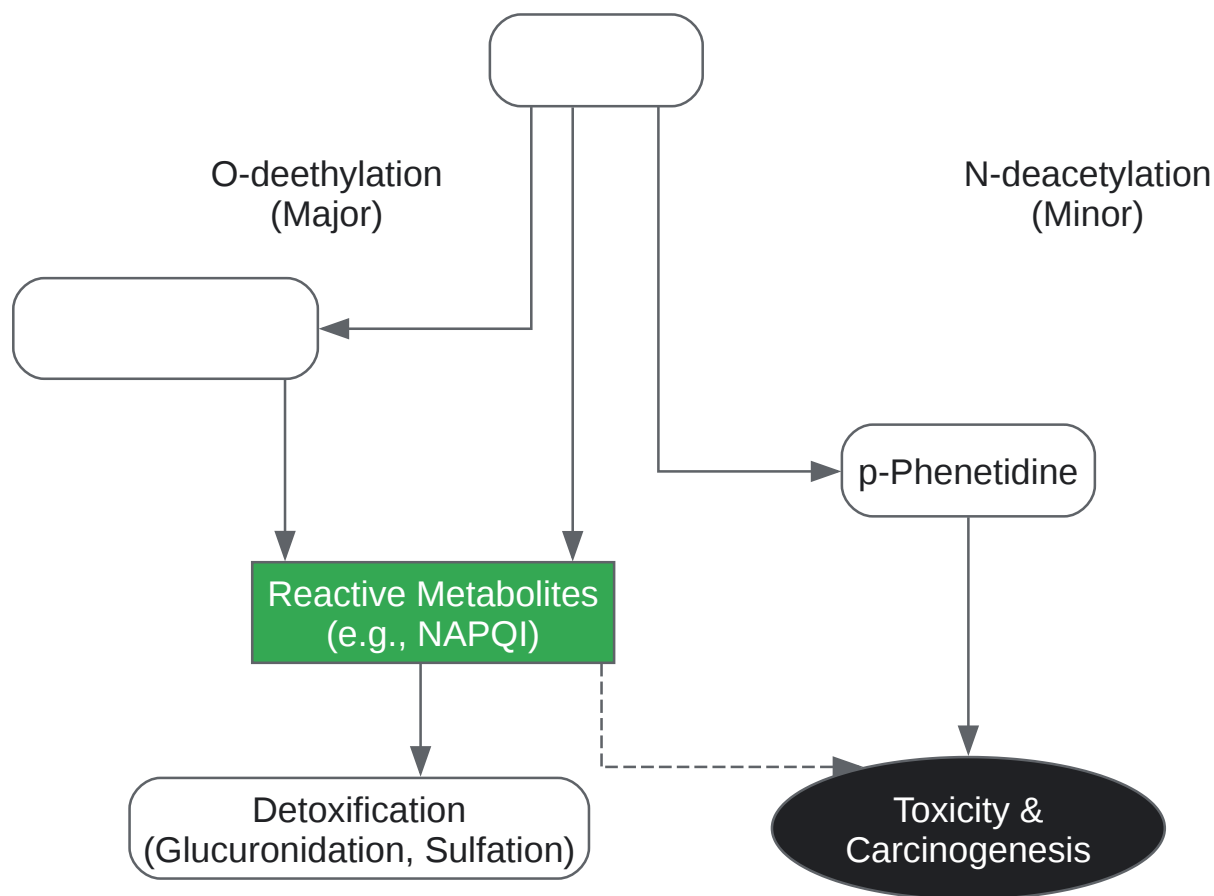 O-deethylation
(Major)
N-deacetylation
(Minor)
p-Phenetidine
Reactive Metabolites
(e.g., NAPQI)
Detoxification
(Glucuronidation, Sulfation)
Toxicity &
Carcinogenesis